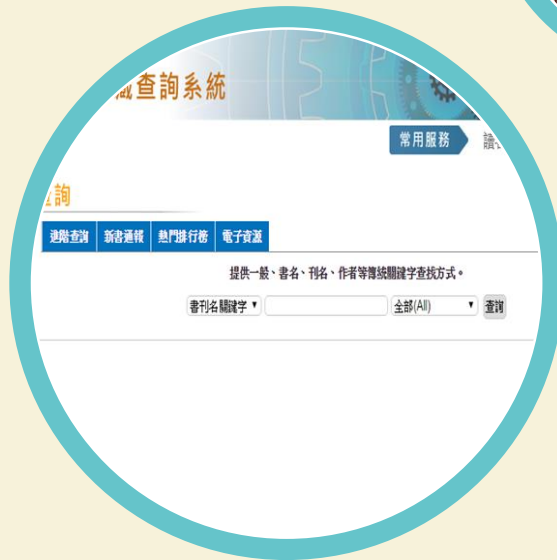 查詢系統
常用服務
詢
進階查詢 新書通報 熱門排行榜 電子資源
提供一般、書名、刊名、作者等傳統關鍵字查找方式。
書刊名關鍵字 全部(All) 查詢